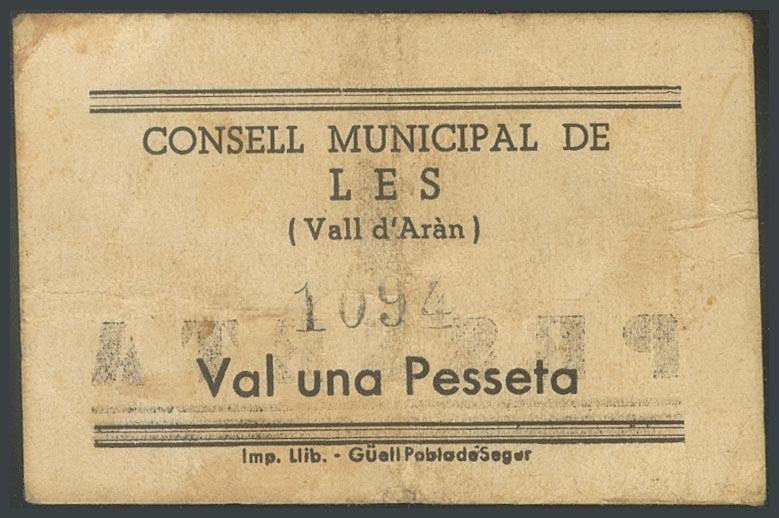 CONSELL MUNICIPAL DE
LES
(Vall d'Aràn)
1094
Val una Pesseta
Imp. Llib. - Güell Pobla de Segur